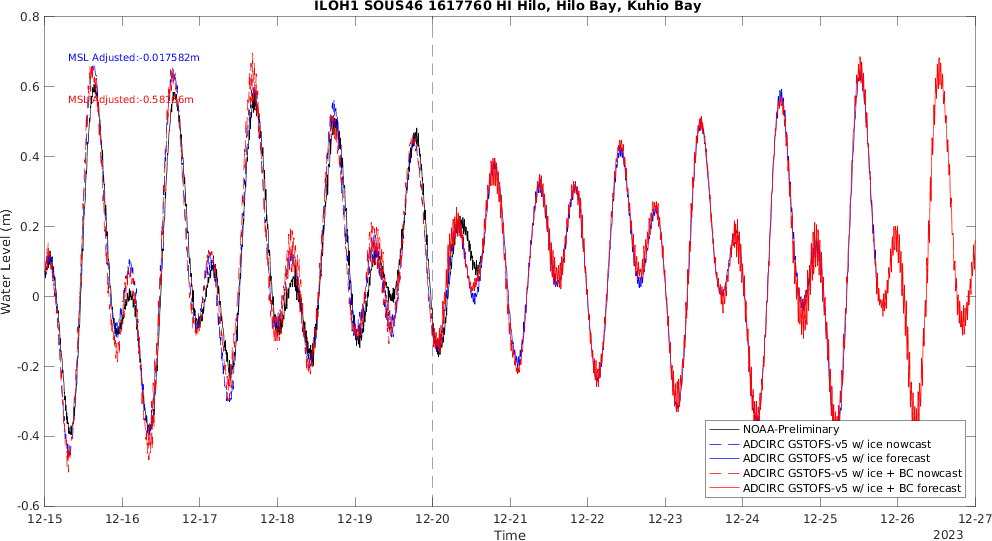 ILOH1 SOUS46 1617760 HI Hilo, Hilo Bay, Kuhio Bay
0.8
0.6
0.4
0.2
0
-0.2
-0.4
-0.6
Water Level (m)
MSL Adjusted:-0.017582m
MSL Adjusted:
NOAA-Preliminary
ADCIRC GSTOFS-v5 w/ ice nowcast
ADCIRC GSTOFS-v5 w/ ice forecast
ADCIRC GSTOFS-v5 w/ ice + BC nowcast
ADCIRC GSTOFS-v5 w/ ice + BC forecast
12-15 12-16 12-17 12-18 12-19 12-20 12-21 12-22 12-23 12-24 12-25 12-26 12-27
Time
2023